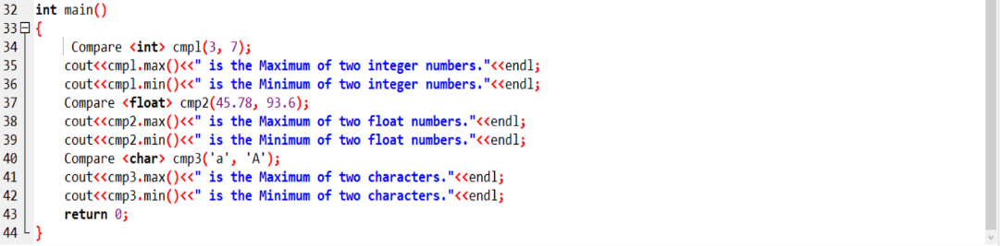 32 int main()
33 {
34 Compare <int> cmp1(3, 7);
35 cout<<cmp1.max()<<" is the Maximum of two integer numbers."<<endl;
36 cout<<cmp1.min()<<" is the Minimum of two integer numbers."<<endl;
37 Compare <float> cmp2(45.78, 93.6);
38 cout<<cmp2.max()<<" is the Maximum of two float numbers."<<endl;
39 cout<<cmp2.min()<<" is the Minimum of two float numbers."<<endl;
40 Compare <char> cmp3('a', 'A');
41 cout<<cmp3.max()<<" is the Maximum of two characters."<<endl;
42 cout<<cmp3.min()<<" is the Minimum of two characters."<<endl;
43 return 0;
44 }